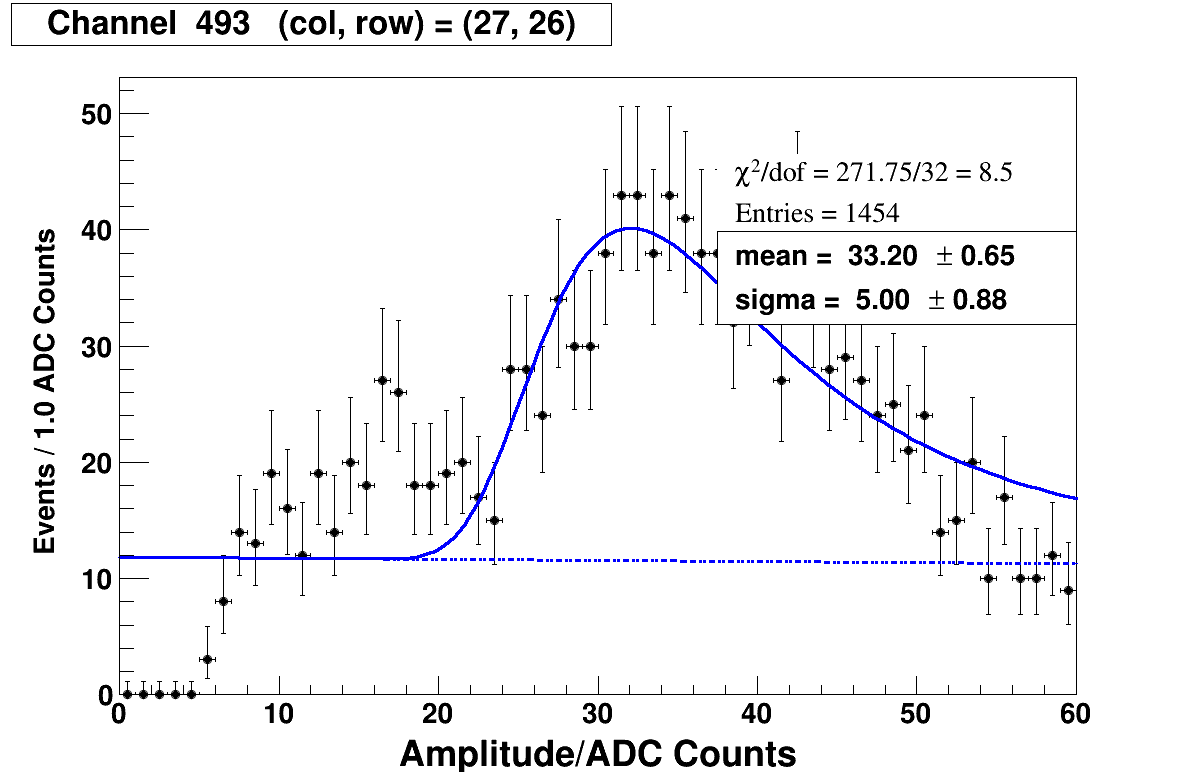 Channel 493 (col, row) = (27, 26)
χ²/dof = 271.75/32 = 8.5
Entries = 1454
mean = 33.20 ± 0.65
sigma = 5.00 ± 0.88
Events / 1.0 ADC Counts
50
40
30
20
10
0
0 10 20 30 40 50 60
Amplitude/ADC Counts